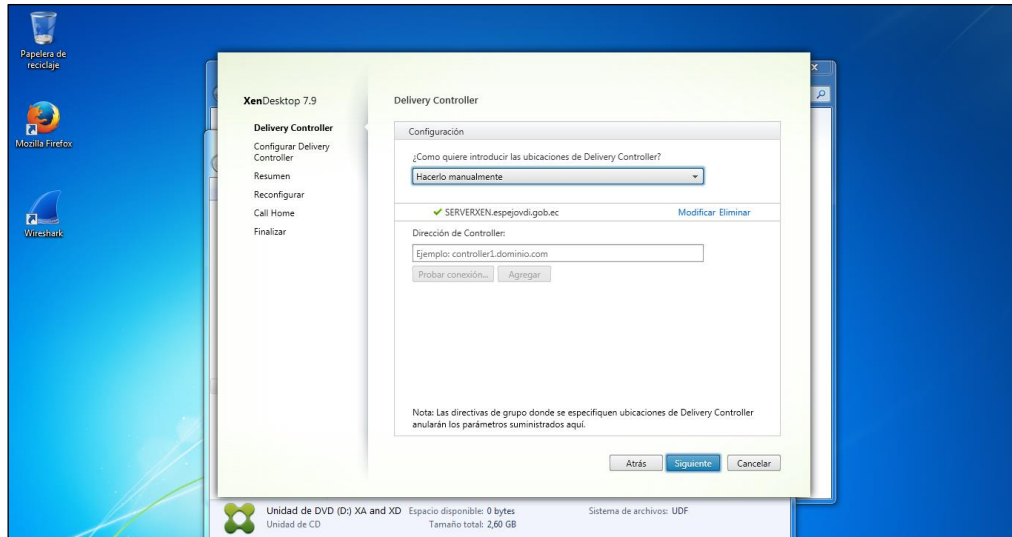 Papelera de
reciclaje
Mozilla Firefox
Wireshark
XenDesktop 7.9
Delivery Controller
Configurar Delivery
Controller
Resumen
Reconfigurar
Call Home
Finalizar
Delivery Controller
Configuración
¿Como quiere introducir las ubicaciones de Delivery Controller?
Hacerlo manualmente
SERVERXEN.espejovdi.gob.ec Modificar Eliminar
Dirección de Controller:
Ejemplo: controller1.dominio.com
Probar conexión... Agregar
Nota: Las directivas de grupo donde se especifiquen ubicaciones de Delivery Controller
anularán los parámetros suministrados aquí.
Atrás Siguiente Cancelar
Unidad de DVD (D:) XA and XD Espacio disponible: 0 bytes Sistema de archivos: UDF
Unidad de CD Tamaño total: 2,60 GB